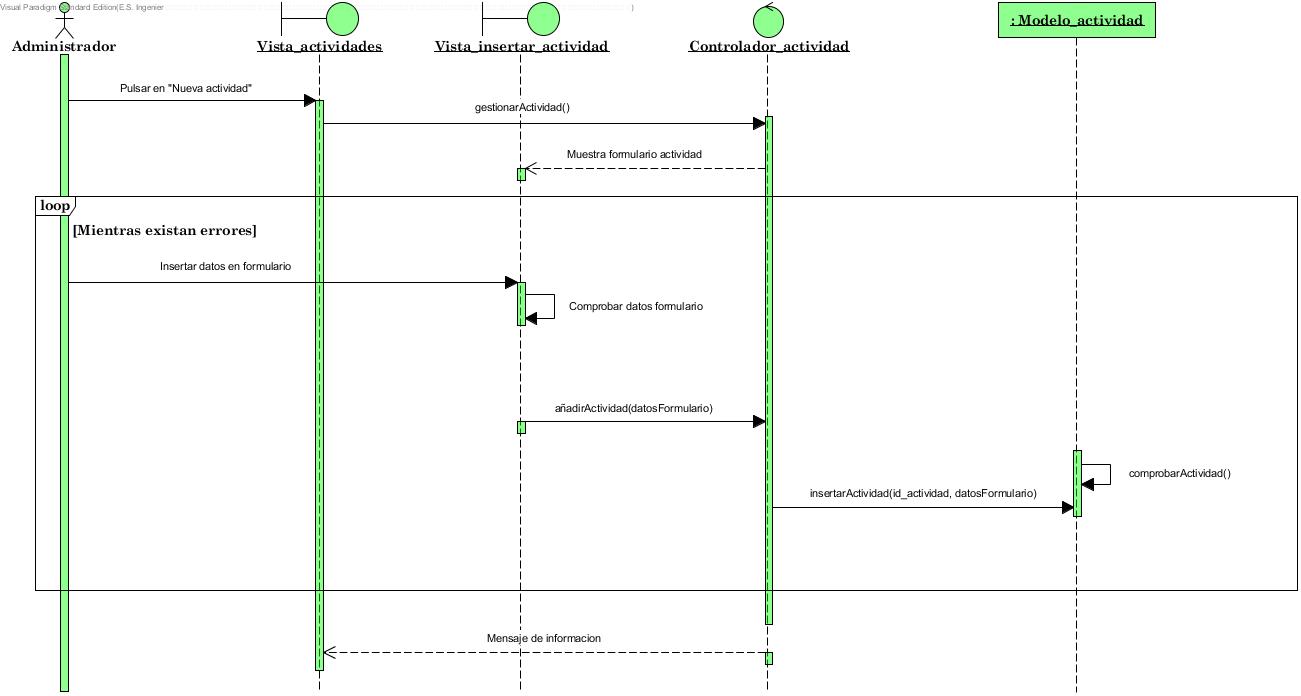 Visual Paradigm Standard Edition(E.S. Ingenier )
Administrador
Vista_actividades
Vista_insertar_actividad
Controlador_actividad
: Modelo_actividad
Pulsar en "Nueva actividad"
gestionarActividad()
Muestra formulario actividad
loop
[Mientras existan errores]
Insertar datos en formulario
Comprobar datos formulario
añadirActividad(datosFormulario)
comprobarActividad()
insertarActividad(id_actividad, datosFormulario)
Mensaje de informacion